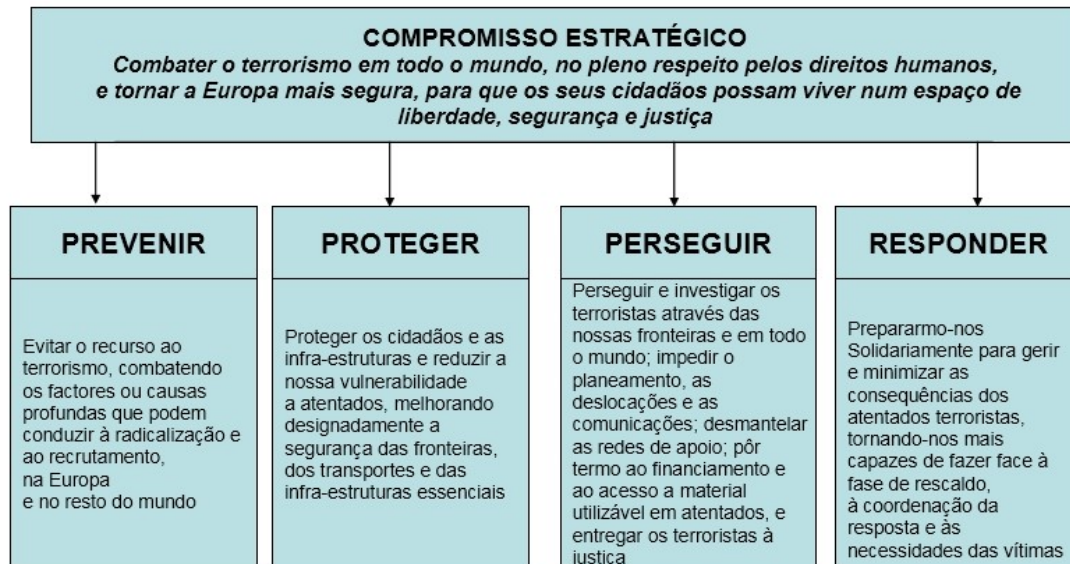 COMPROMISSO ESTRATÉGICO
Combater o terrorismo em todo o mundo, no pleno respeito pelos direitos humanos,
e tornar a Europa mais segura, para que os seus cidadãos possam viver num espaço de
liberdade, segurança e justiça
PREVENIR
Evitar o recurso ao
terrorismo, combatendo
os factores ou causas
profundas que podem
conduzir à radicalização e
ao recrutamento,
na Europa
e no resto do mundo
PROTEGER
Proteger os cidadãos e as
infra-estruturas e reduzir a
nossa vulnerabilidade
a atentados, melhorando
designadamente a
segurança das fronteiras,
dos transportes e das
infra-estruturas essenciais
PERSEGUIR
Perseguir e investigar os
terroristas através das
nossas fronteiras e em todo
o mundo; impedir o
planeamento, as
deslocações e as
comunicações; desmantelar
as redes de apoio; pôr
termo ao financiamento e
ao acesso a material
utilizável em atentados, e
entregar os terroristas à
justiça
RESPONDER
Prepararmo-nos
Solidariamente para gerir
e minimizar as
consequências dos
atentados terroristas,
tornando-nos mais
capazes de fazer face à
fase de rescaldo,
à coordenação da
resposta e às
necessidades das vítimas